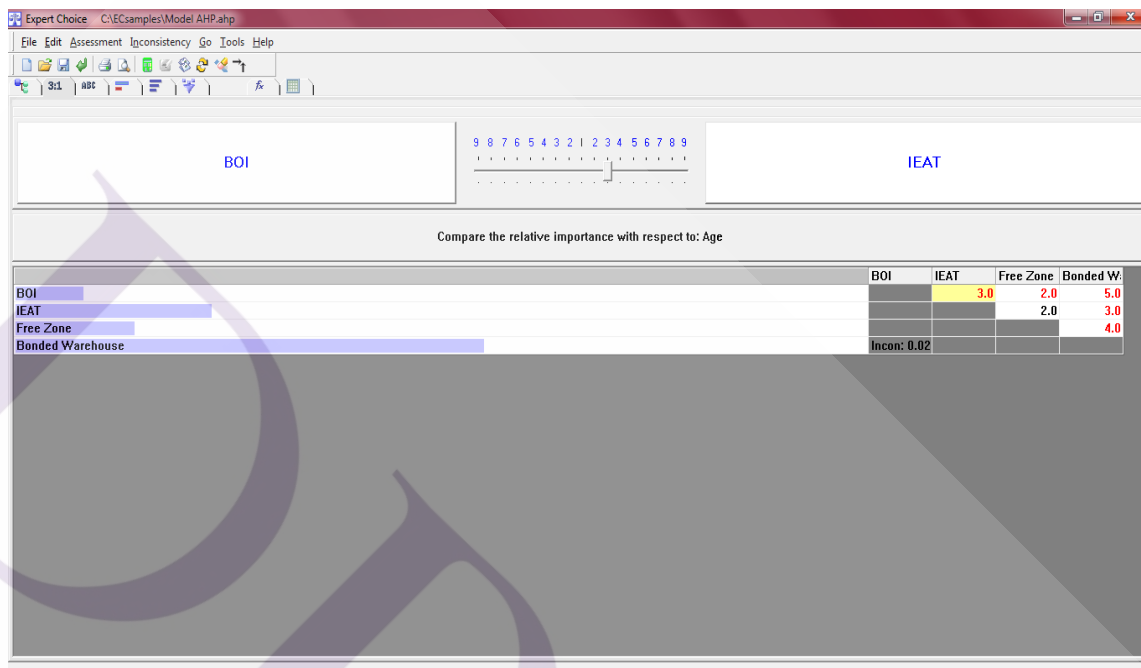 Expert Choice C:\ECsamples\Model AHP.ahp
File Edit Assessment Inconsistency Go Tools Help
3:1 ABC fx
9 8 7 6 5 4 3 2 1 2 3 4 5 6 7 8 9
BOI IEAT
Compare the relative importance with respect to: Age
BOI IEAT Free Zone Bonded W
BOI 3.0 2.0 5.0
IEAT 2.0 3.0
Free Zone 4.0
Bonded Warehouse Incon: 0.02